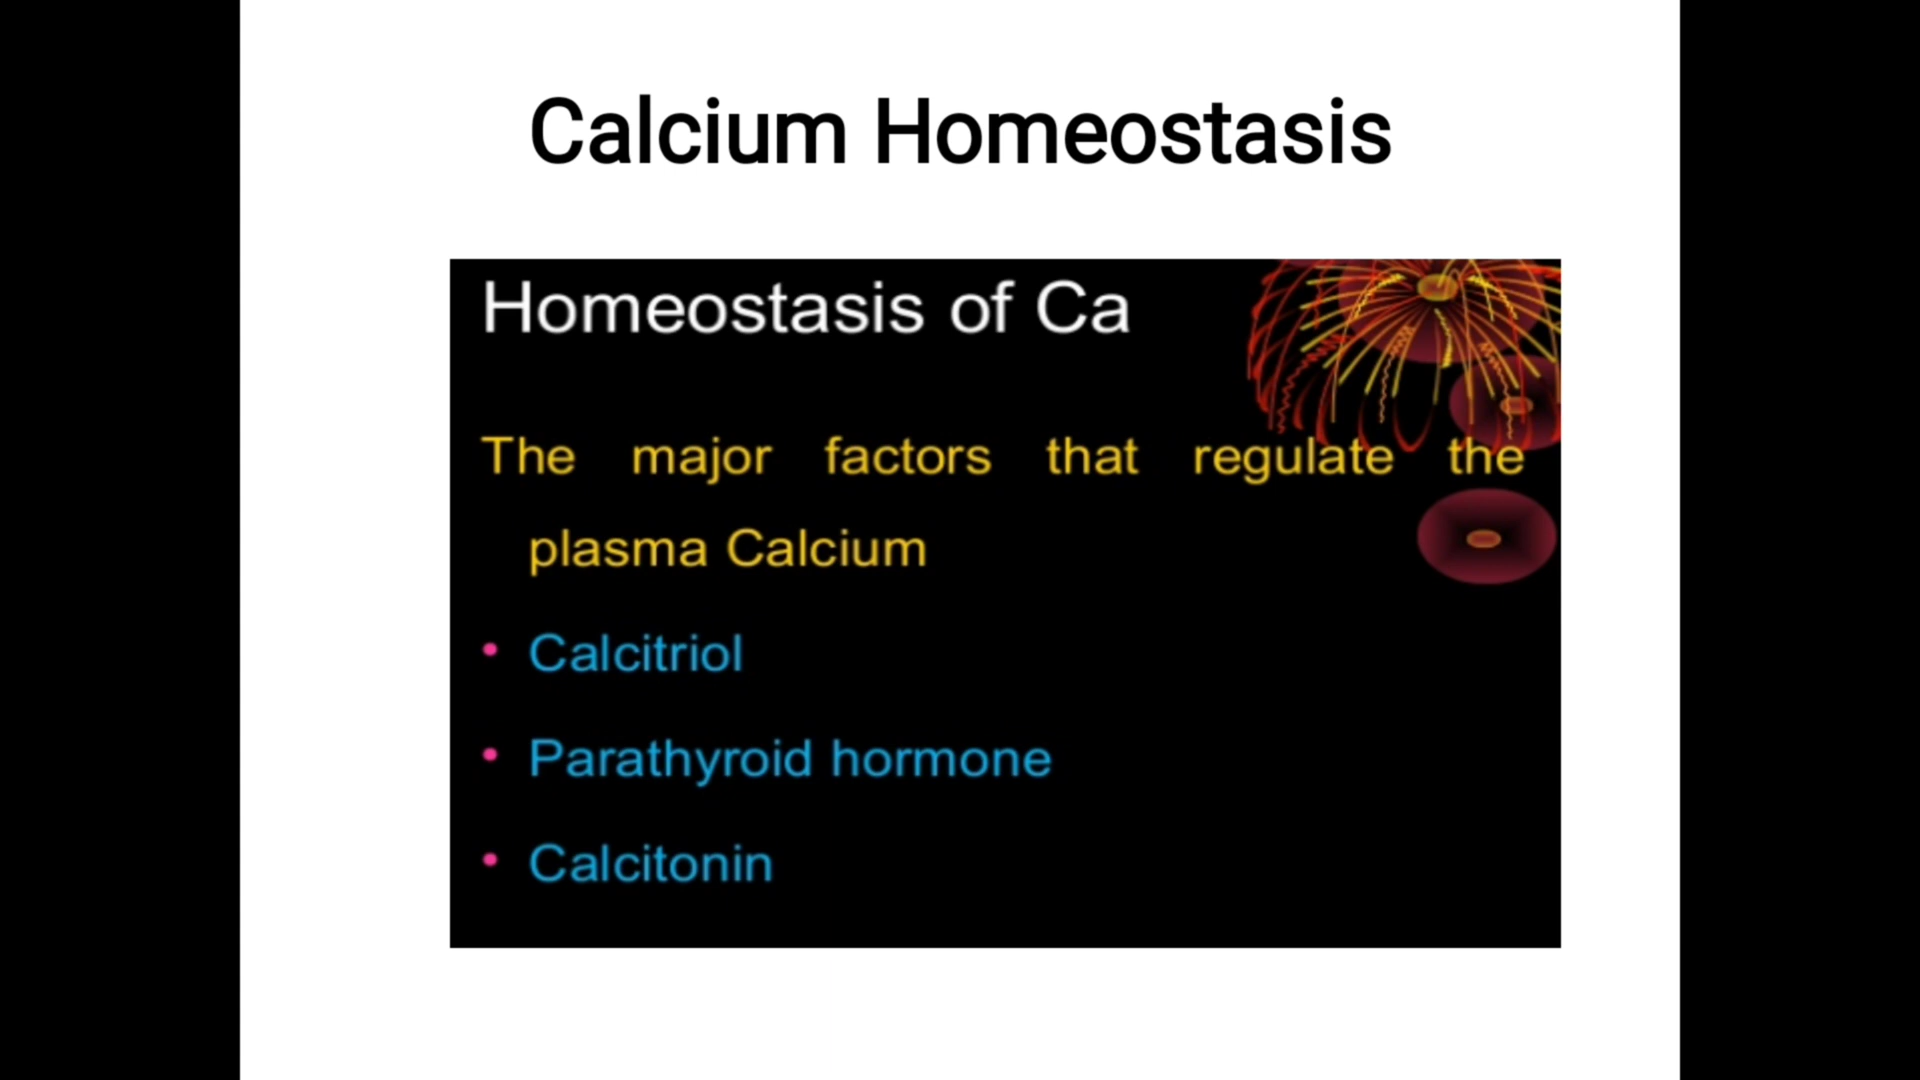 Calcium Homeostasis
Homeostasis of Ca
The major factors that regulate the
plasma Calcium
• Calcitriol
• Parathyroid hormone
• Calcitonin